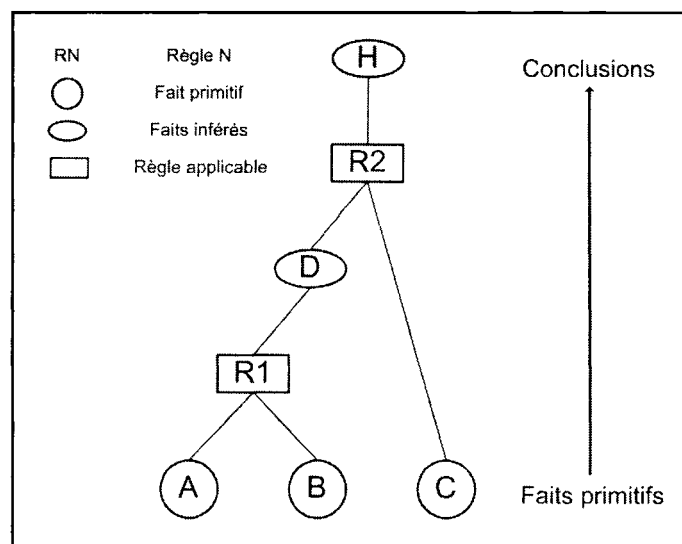 RN Règle N
Fait primitif
Faits inférés
Règle applicable
H
Conclusions
R2
D
R1
A B C
Faits primitifs